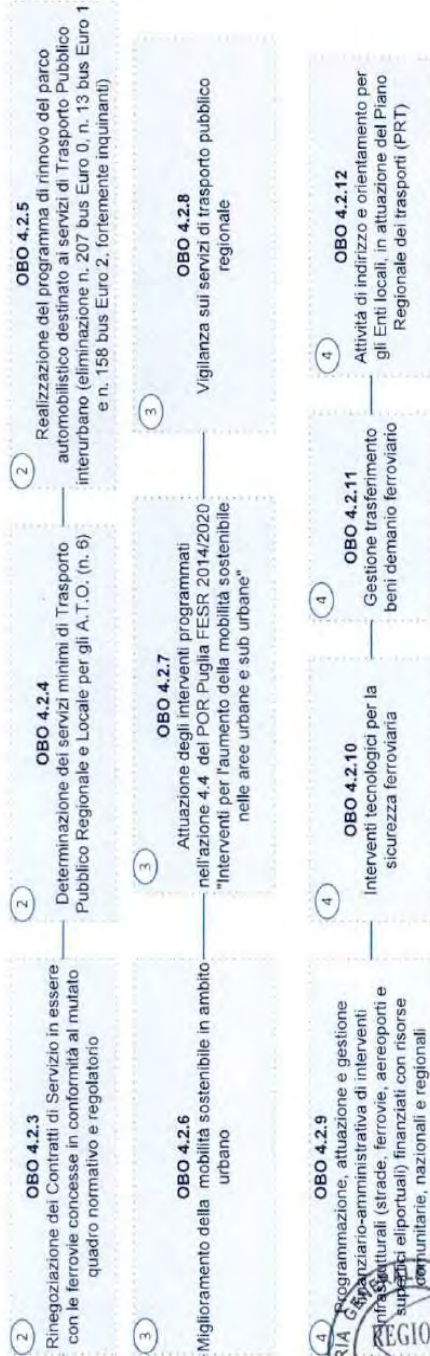 2
OBO 4.2.3
Rinegoziazione dei Contratti di Servizio in essere
con le ferrovie concesse in conformità al mutato
quadro normativo e regolatorio
2
OBO 4.2.4
Determinazione dei servizi minimi di Trasporto
Pubblico Regionale e Locale per gli A.T.O. (n. 6)
2
OBO 4.2.5
Realizzazione del programma di rinnovo del parco
automobilistico destinato ai servizi di Trasporto Pubblico
interurbano (eliminazione n. 207 bus Euro 0, n. 13 bus Euro 1
e n. 158 bus Euro 2, fortemente inquinanti)
3
OBO 4.2.6
Miglioramento della mobilità sostenibile in ambito
urbano
3
OBO 4.2.7
Attuazione degli interventi programmati
nell'azione 4.4 del POR Puglia FESR 2014/2020
"Interventi per l'aumento della mobilità sostenibile
nelle aree urbane e sub urbane"
3
OBO 4.2.8
Vigilanza sui servizi di trasporto pubblico
regionale
4
OBO 4.2.9
Programmazione, attuazione e gestione
finanziario-amministrativa di interventi
infrastrutturali (strade, ferrovie, aereoporti e
superfici eliportuali) finanziati con risorse
comunitarie, nazionali e regionali
4
OBO 4.2.10
Interventi tecnologici per la
sicurezza ferroviaria
4
OBO 4.2.11
Gestione trasferimento
beni demanio ferroviario
4
OBO 4.2.12
Attività di indirizzo e orientamento per
gli Enti locali, in attuazione del Piano
Regionale dei trasporti (PRT)
REGIO